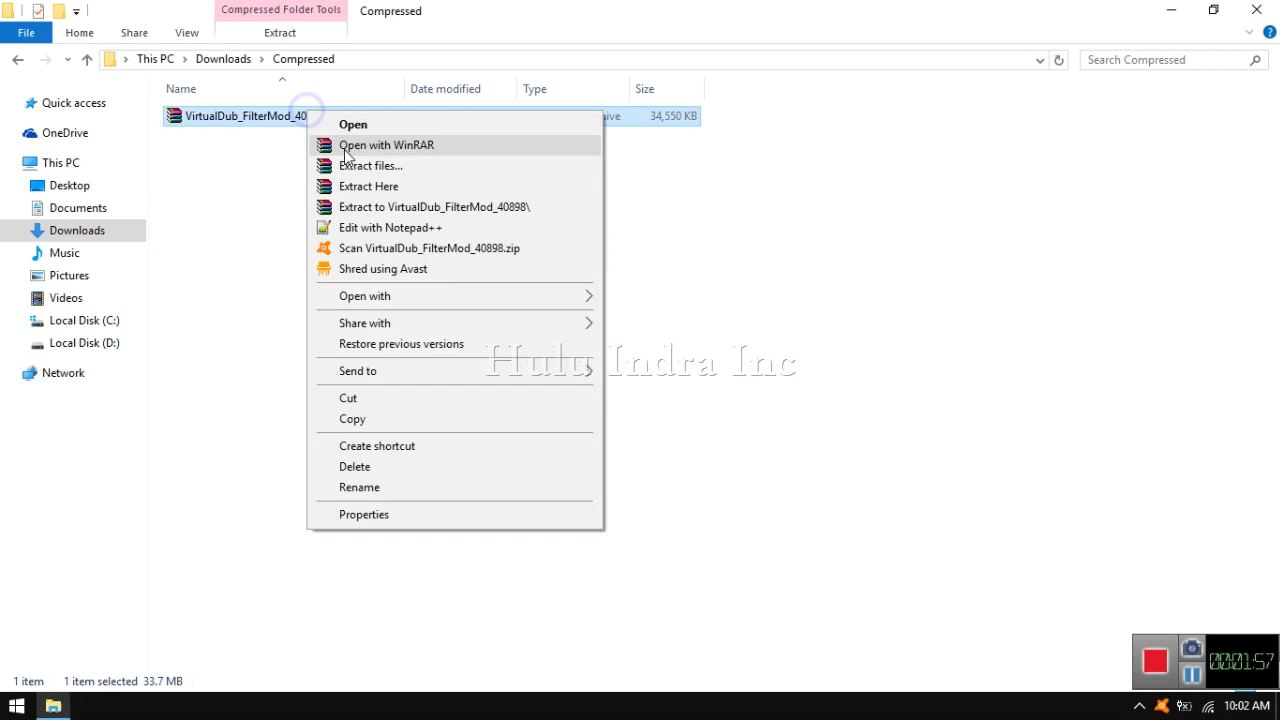 Compressed Folder Tools
Compressed
File
Home
Share
View
Extract
This PC
Downloads
Compressed
Search Compressed
Name
Date modified
Type
Size
VirtualDub_FilterMod_40
ive
34,550 KB
Quick access
OneDrive
This PC
Desktop
Documents
Downloads
Music
Pictures
Videos
Local Disk (C:)
Local Disk (D:)
Network
Open
Open with WinRAR
Extract files...
Extract Here
Extract to VirtualDub_FilterMod_40898\
Edit with Notepad++
Scan VirtualDub_FilterMod_40898.zip
Shred using Avast
Open with
Share with
Restore previous versions
Send to
Cut
Copy
Create shortcut
Delete
Rename
Properties
Hulu Indra Inc
1 item
1 item selected 33.7 MB
000:1:57
10:02 AM